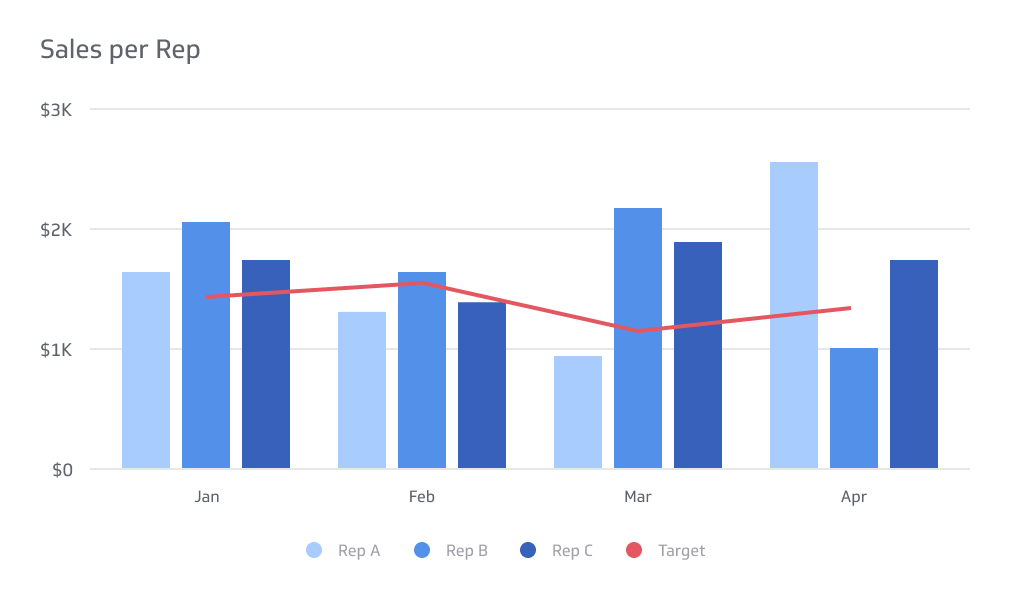 Sales per Rep
$3K
$2K
$1K
$0
Jan Feb Mar Apr
Rep A Rep B Rep C Target